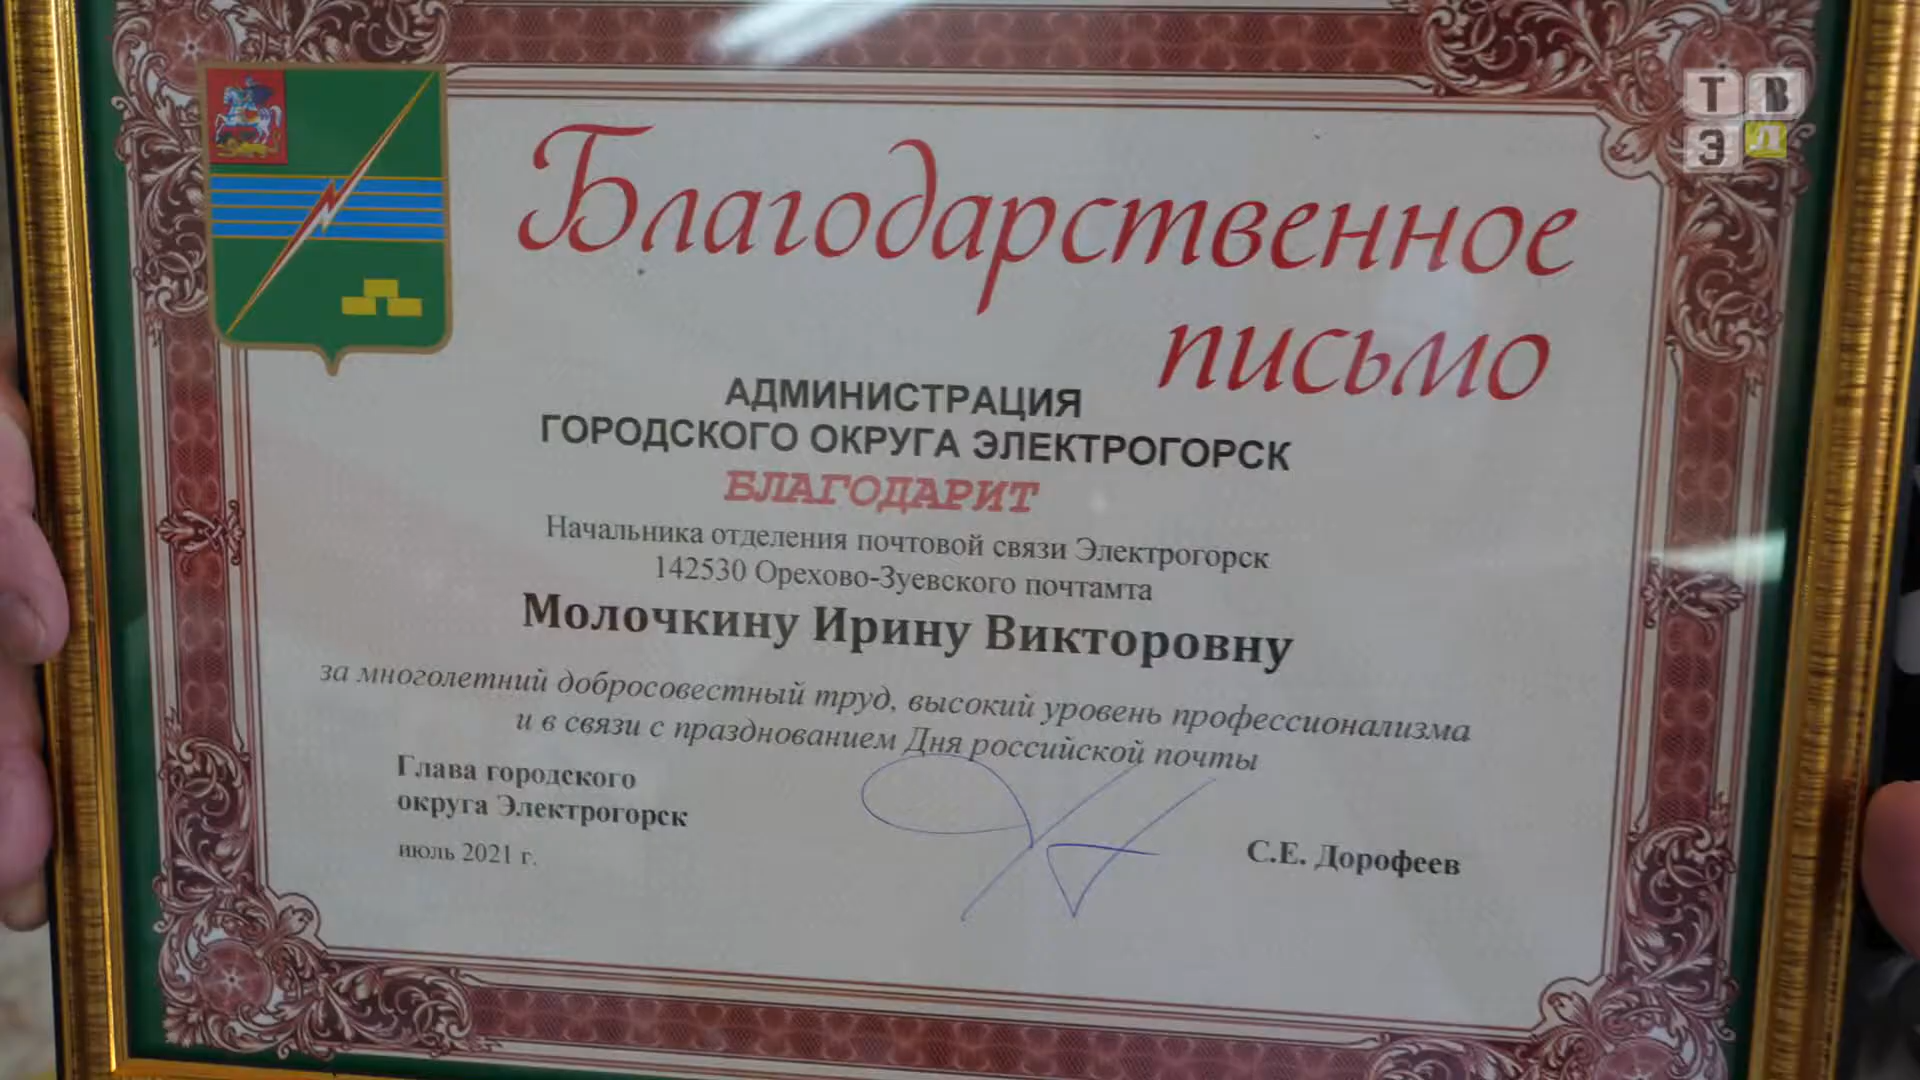 ТВ
ЭЛ
Благодарственное
письмо
АДМИНИСТРАЦИЯ
ГОРОДСКОГО ОКРУГА ЭЛЕКТРОГОРСК
БЛАГОДАРИТ
Начальника отделения почтовой связи Электрогорск
142530 Орехово-Зуевского почтамта
Молочкину Ирину Викторовну
за многолетний добросовестный труд, высокий уровень профессионализма
и в связи с празднованием Дня российской почты
Глава городского
округа Электрогорск
С.Е. Дорофеев
июль 2021 г.